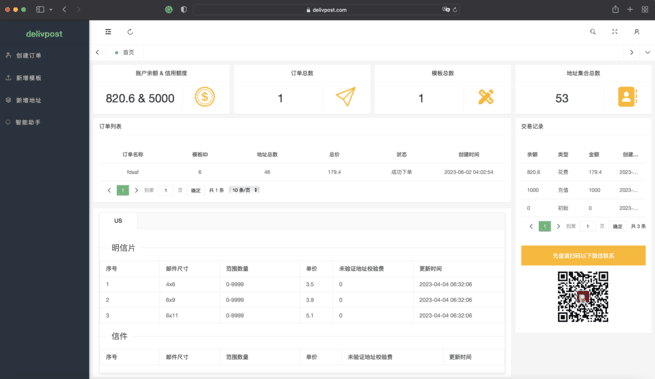 delivpost.com
delivpost
首页
创建订单
新增模板
新增地址
智能助手
账户余额 & 信用额度
订单总数
模板总数
地址集合总数
820.6 & 5000
1
1
53
订单列表
订单名称 模板ID 地址总数 总价 状态 创建时间
fdsaf 6 46 179.4 成功下单 2023-06-02 04:02:54
1 到第 1 页 确定 共 1 条 10 条/页
交易记录
余额 类型 金额 创建...
820.6 花费 179.4 2023-...
1000 充值 1000 2023-...
0 初始 0 2023-...
1 到第 1 页 确定 共 3 条
US
明信片
序号 邮件尺寸 范围数量 单价 未验证地址校验费 更新时间
1 4x6 0-9999 3.5 0 2023-04-04 06:32:06
2 6x9 0-9999 3.9 0 2023-04-04 06:32:06
3 6x11 0-9999 5.1 0 2023-04-04 06:32:06
信件
序号 邮件尺寸 范围数量 单价 未验证地址校验费 更新时间
充值请扫码以下微信联系